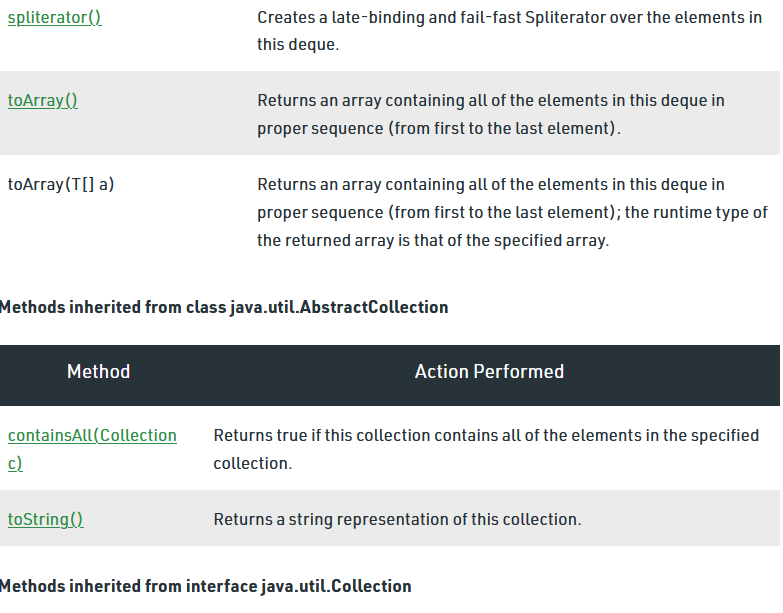 spliterator() Creates a late-binding and fail-fast Spliterator over the elements in
this deque.
toArray() Returns an array containing all of the elements in this deque in
proper sequence (from first to the last element).
toArray(T[] a) Returns an array containing all of the elements in this deque in
proper sequence (from first to the last element); the runtime type of
the returned array is that of the specified array.
Methods inherited from class java.util.AbstractCollection
Method Action Performed
containsAll(Collection Returns true if this collection contains all of the elements in the specified
c) collection.
toString() Returns a string representation of this collection.
Methods inherited from interface java.util.Collection